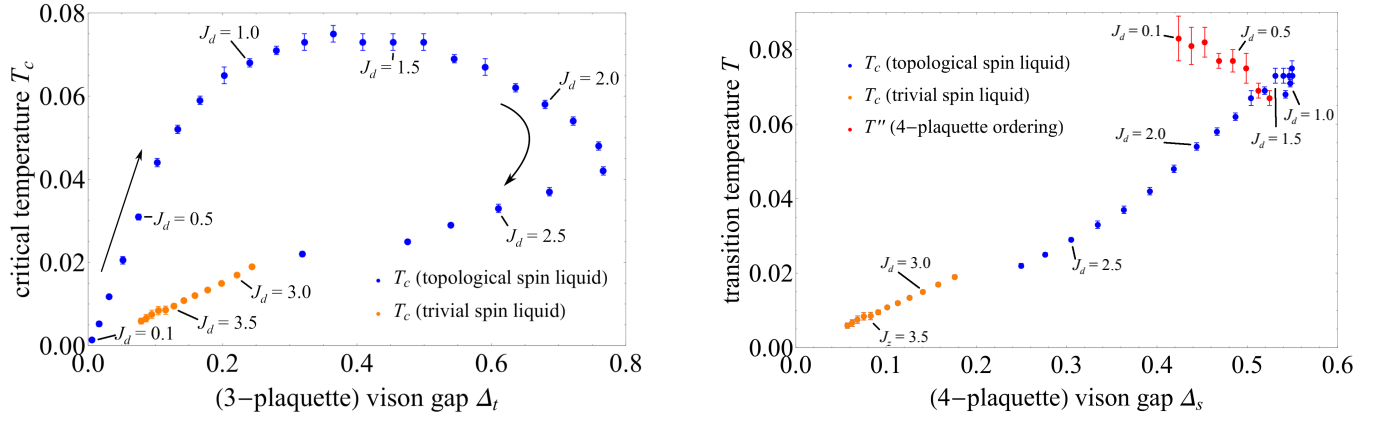 critical temperature T_c
0.08
0.06
0.04
0.02
0.00
0.0
0.2
0.4
0.6
0.8
(3−plaquette) vison gap Δ_t
J_d = 1.0
J_d = 1.5
J_d = 2.0
J_d = 0.5
J_d = 2.5
J_d = 3.0
J_d = 3.5
J_d = 0.1
T_c (topological spin liquid)
T_c (trivial spin liquid)
transition temperature T
0.08
0.06
0.04
0.02
0.00
0.0
0.1
0.2
0.3
0.4
0.5
0.6
(4−plaquette) vison gap Δ_s
T_c (topological spin liquid)
T_c (trivial spin liquid)
T″ (4−plaquette ordering)
J_d = 0.1
J_d = 0.5
J_d = 1.0
J_d = 1.5
J_d = 2.0
J_d = 2.5
J_d = 3.0
J_z = 3.5